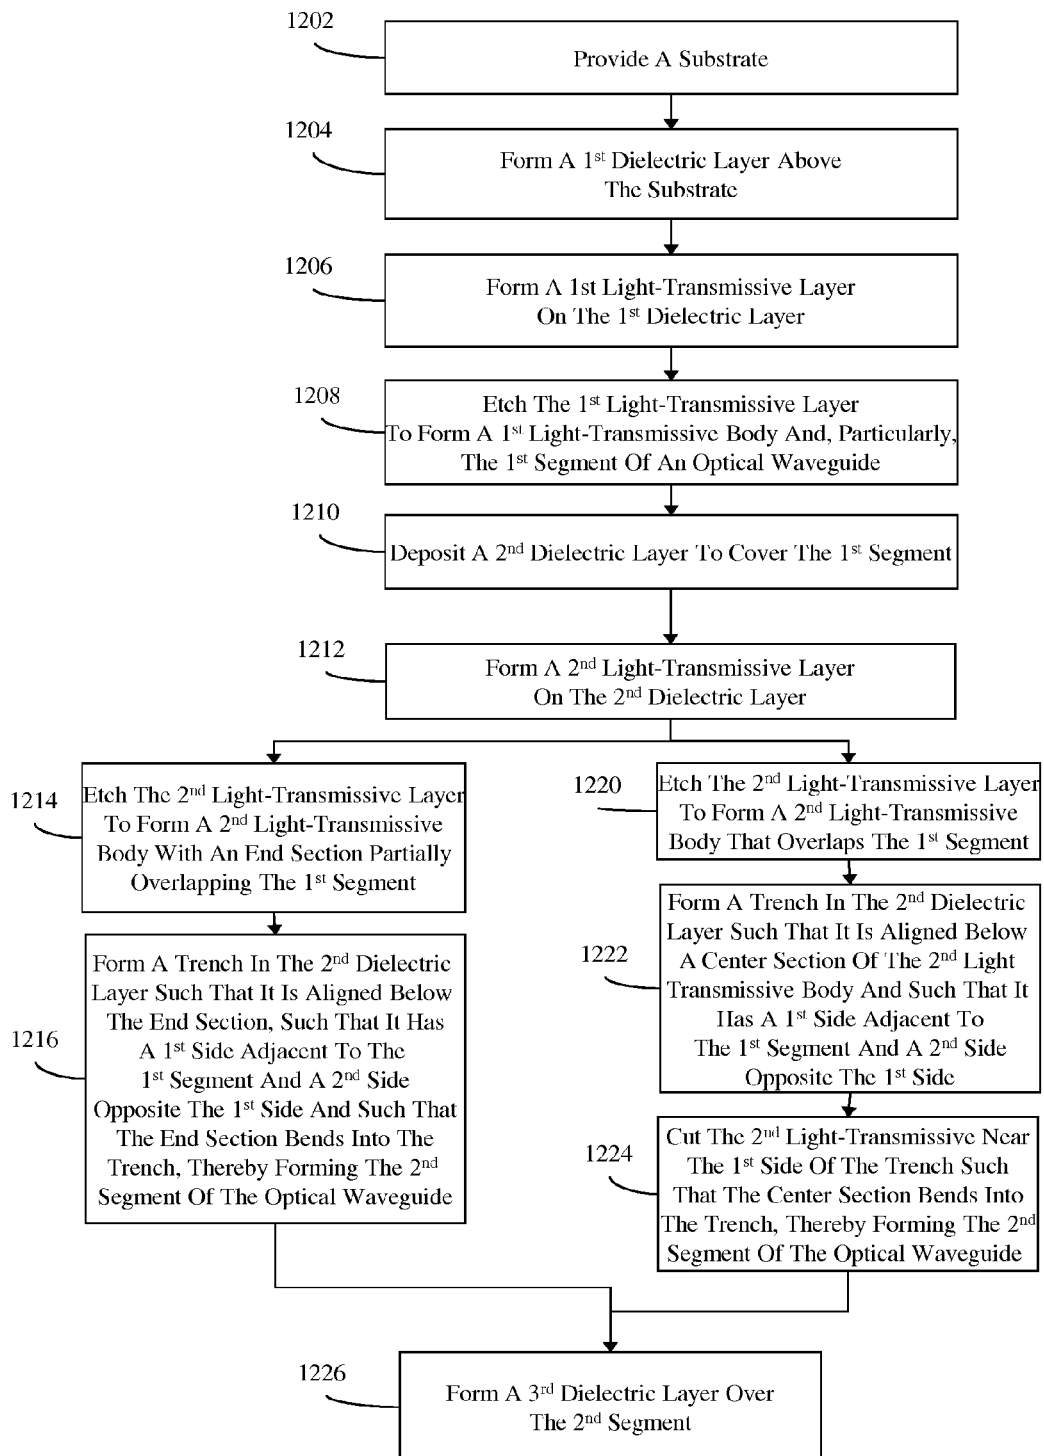 1202
Provide A Substrate
1204
Form A 1st Dielectric Layer Above
The Substrate
1206
Form A 1st Light-Transmissive Layer
On The 1st Dielectric Layer
1208
Etch The 1st Light-Transmissive Layer
To Form A 1st Light-Transmissive Body And, Particularly,
The 1st Segment Of An Optical Waveguide
1210
Deposit A 2nd Dielectric Layer To Cover The 1st Segment
1212
Form A 2nd Light-Transmissive Layer
On The 2nd Dielectric Layer
1214
Etch The 2nd Light-Transmissive Layer
To Form A 2nd Light-Transmissive
Body With An End Section Partially
Overlapping The 1st Segment
1216
Form A Trench In The 2nd Dielectric
Layer Such That It Is Aligned Below
The End Section, Such That It Has
A 1st Side Adjacent To The
1st Segment And A 2nd Side
Opposite The 1st Side And Such That
The End Section Bends Into The
Trench, Thereby Forming The 2nd
Segment Of The Optical Waveguide
1220
Etch The 2nd Light-Transmissive Layer
To Form A 2nd Light-Transmissive
Body That Overlaps The 1st Segment
1222
Form A Trench In The 2nd Dielectric
Layer Such That It Is Aligned Below
A Center Section Of The 2nd Light
Transmissive Body And Such That It
Has A 1st Side Adjacent To
The 1st Segment And A 2nd Side
Opposite The 1st Side
1224
Cut The 2nd Light-Transmissive Near
The 1st Side Of The Trench Such
That The Center Section Bends Into
The Trench, Thereby Forming The 2nd
Segment Of The Optical Waveguide
1226
Form A 3rd Dielectric Layer Over
The 2nd Segment